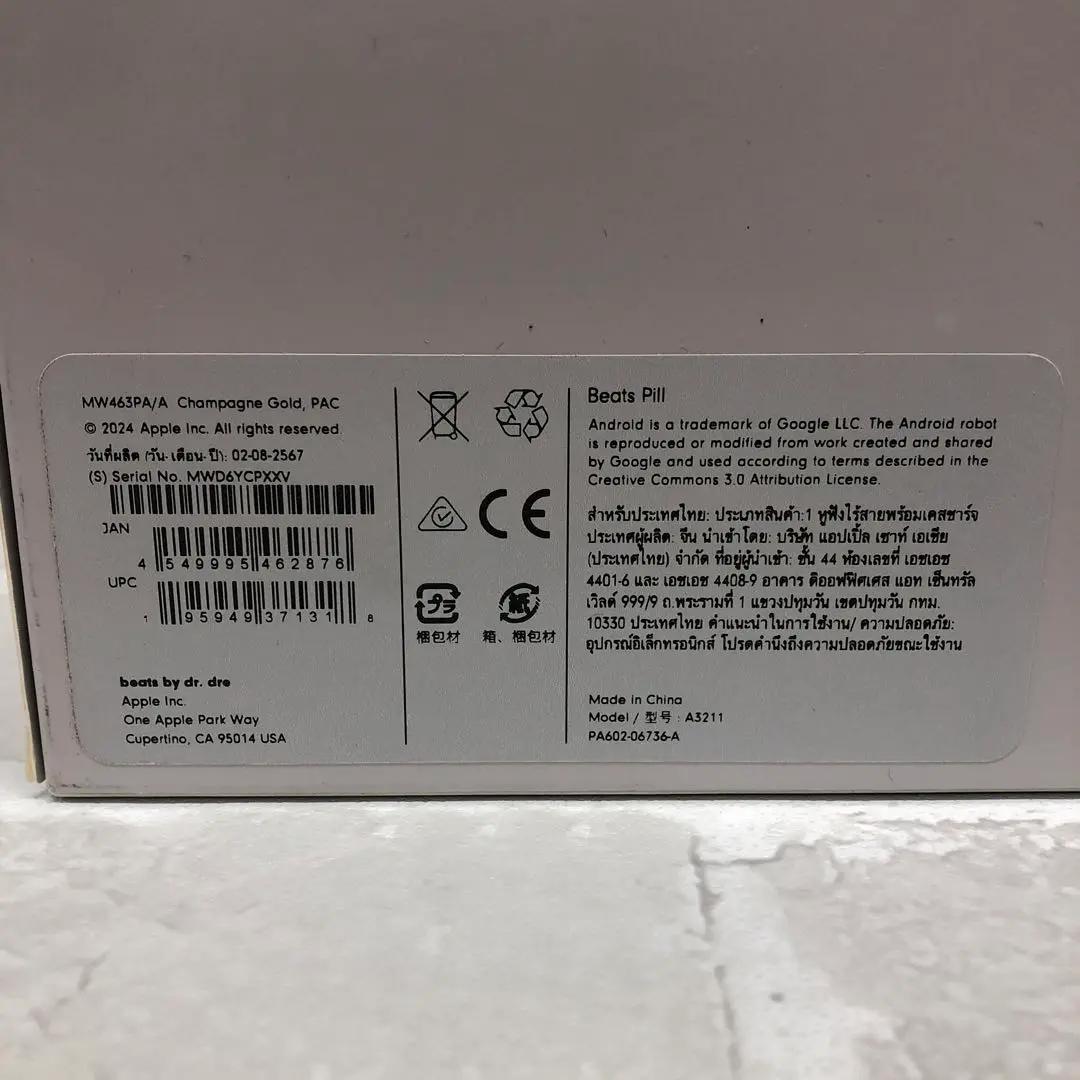 MW463PA/A Champagne Gold, PAC
© 2024 Apple Inc. All rights reserved.
วันที่ผลิต (วัน-เดือน-ปี): 02-08-2567
(S) Serial No. MWD6YCPXXV
JAN
4 549995 462876
UPC
1 95949 37131 8
beats by dr. dre
Apple Inc.
One Apple Park Way
Cupertino, CA 95014 USA
CE
プラ
梱包材
紙
箱、梱包材
Beats Pill
Android is a trademark of Google LLC. The Android robot
is reproduced or modified from work created and shared
by Google and used according to terms described in the
Creative Commons 3.0 Attribution License.
สำหรับประเทศไทย: ประเภทสินค้า:1 หูฟังไร้สายพร้อมเคสชาร์จ
ประเทศผู้ผลิต: จีน นำเข้าโดย: บริษัท แอปเปิ้ล เซาท์ เอเชีย
(ประเทศไทย) จำกัด ที่อยู่ผู้นำเข้า: ชั้น 44 ห้องเลขที่ เอชเอช
4401-6 และ เอชเอช 4408-9 อาคาร ดิออฟฟิศเศส แอท เซ็นทรัล
เวิลด์ 999/9 ถ.พระรามที่ 1 แขวงปทุมวัน เขตปทุมวัน กทม.
10330 ประเทศไทย คำแนะนำในการใช้งาน/ ความปลอดภัย:
อุปกรณ์อิเล็กทรอนิกส์ โปรดคำนึงถึงความปลอดภัยขณะใช้งาน
Made in China
Model / 型号 : A3211
PA602-06736-A